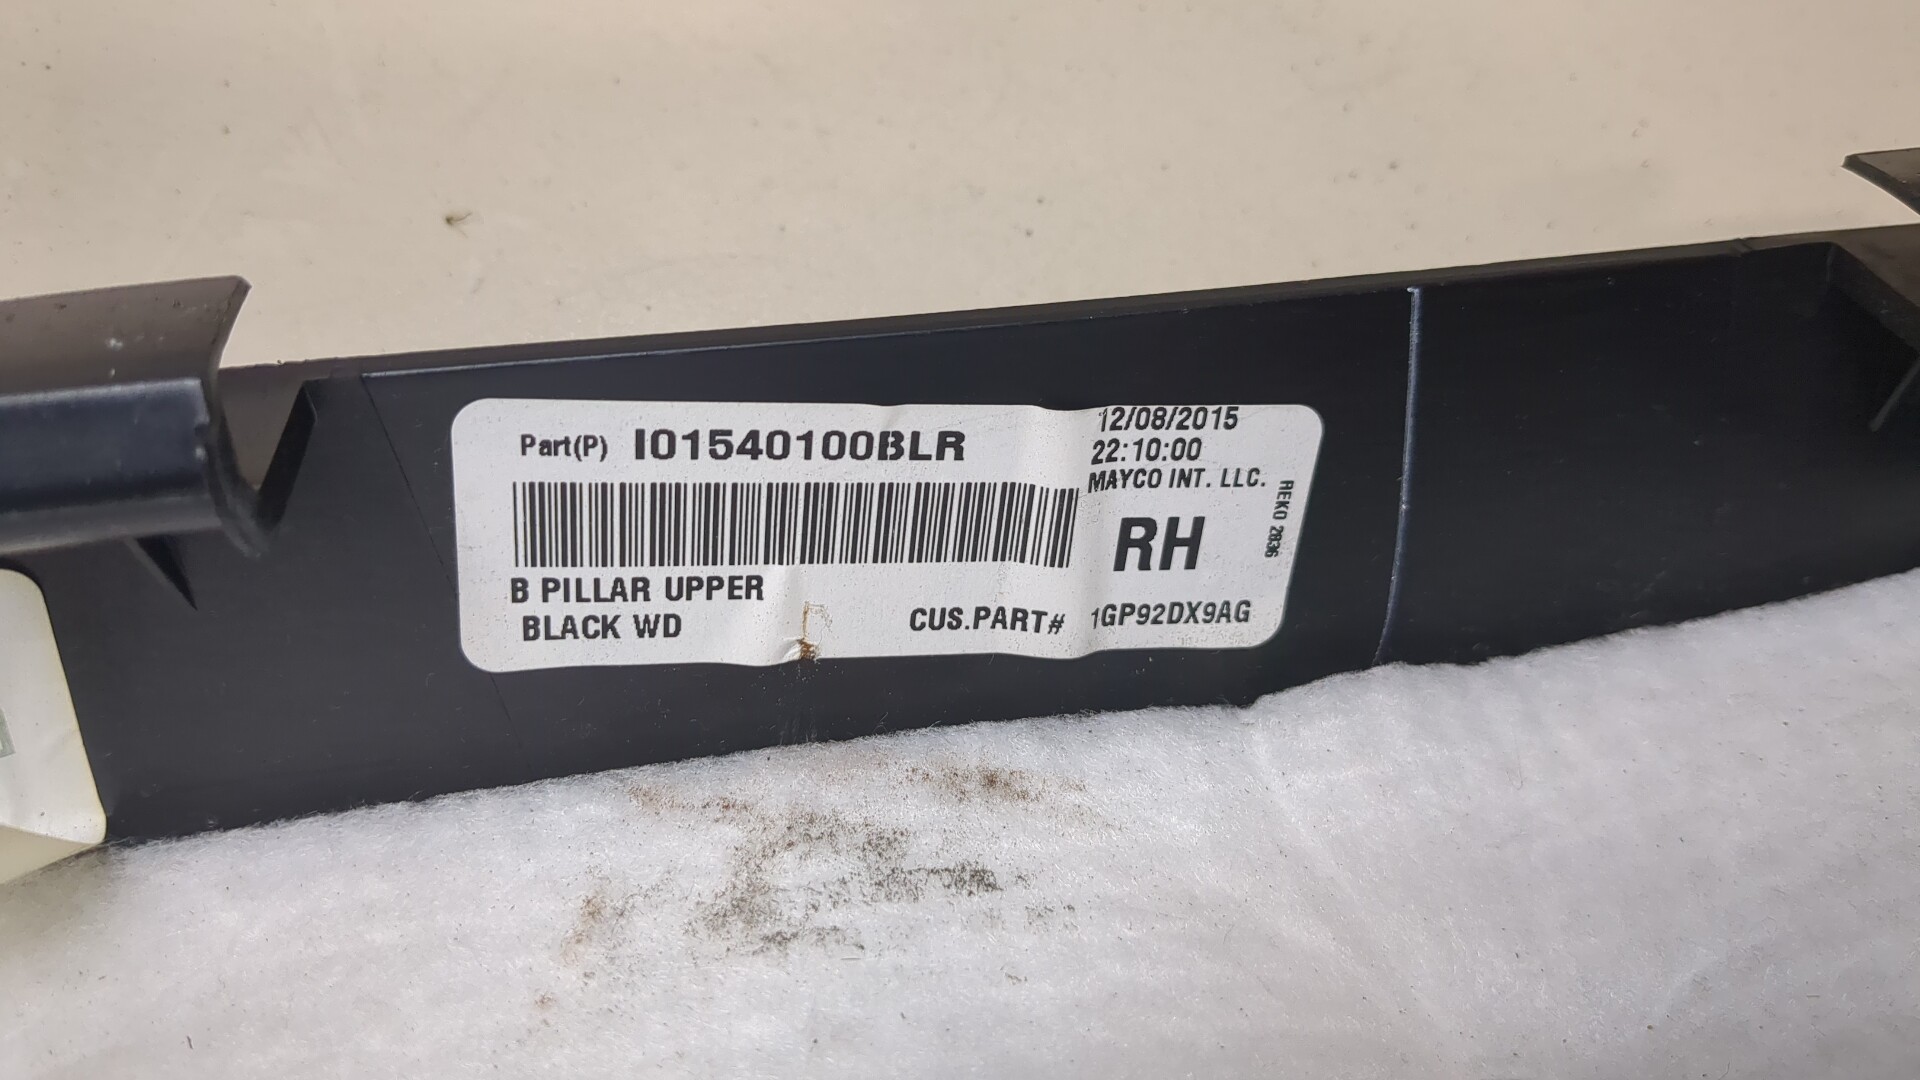 Part(P) I01540100BLR
12/08/2015
22:10:00
MAYCO INT. LLC.
REKO 2836
RH
B PILLAR UPPER
BLACK WD
CUS.PART# 1GP92DX9AG